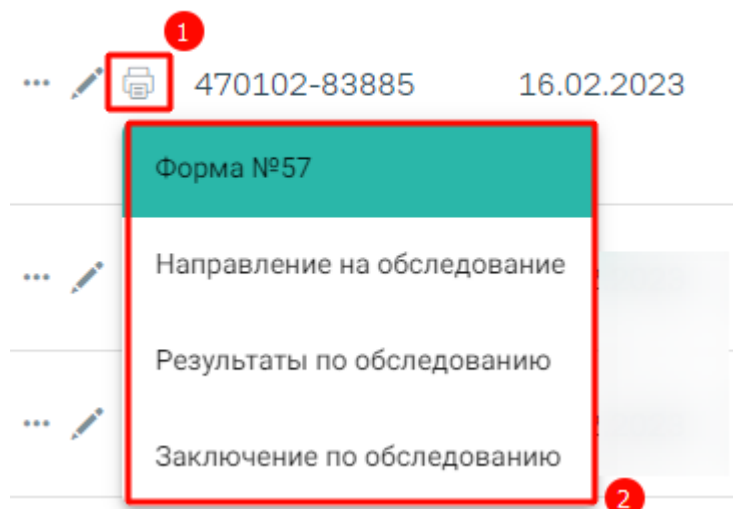 1
470102-83885 16.02.2023
Форма №57
Направление на обследование
Результаты по обследованию
Заключение по обследованию
2